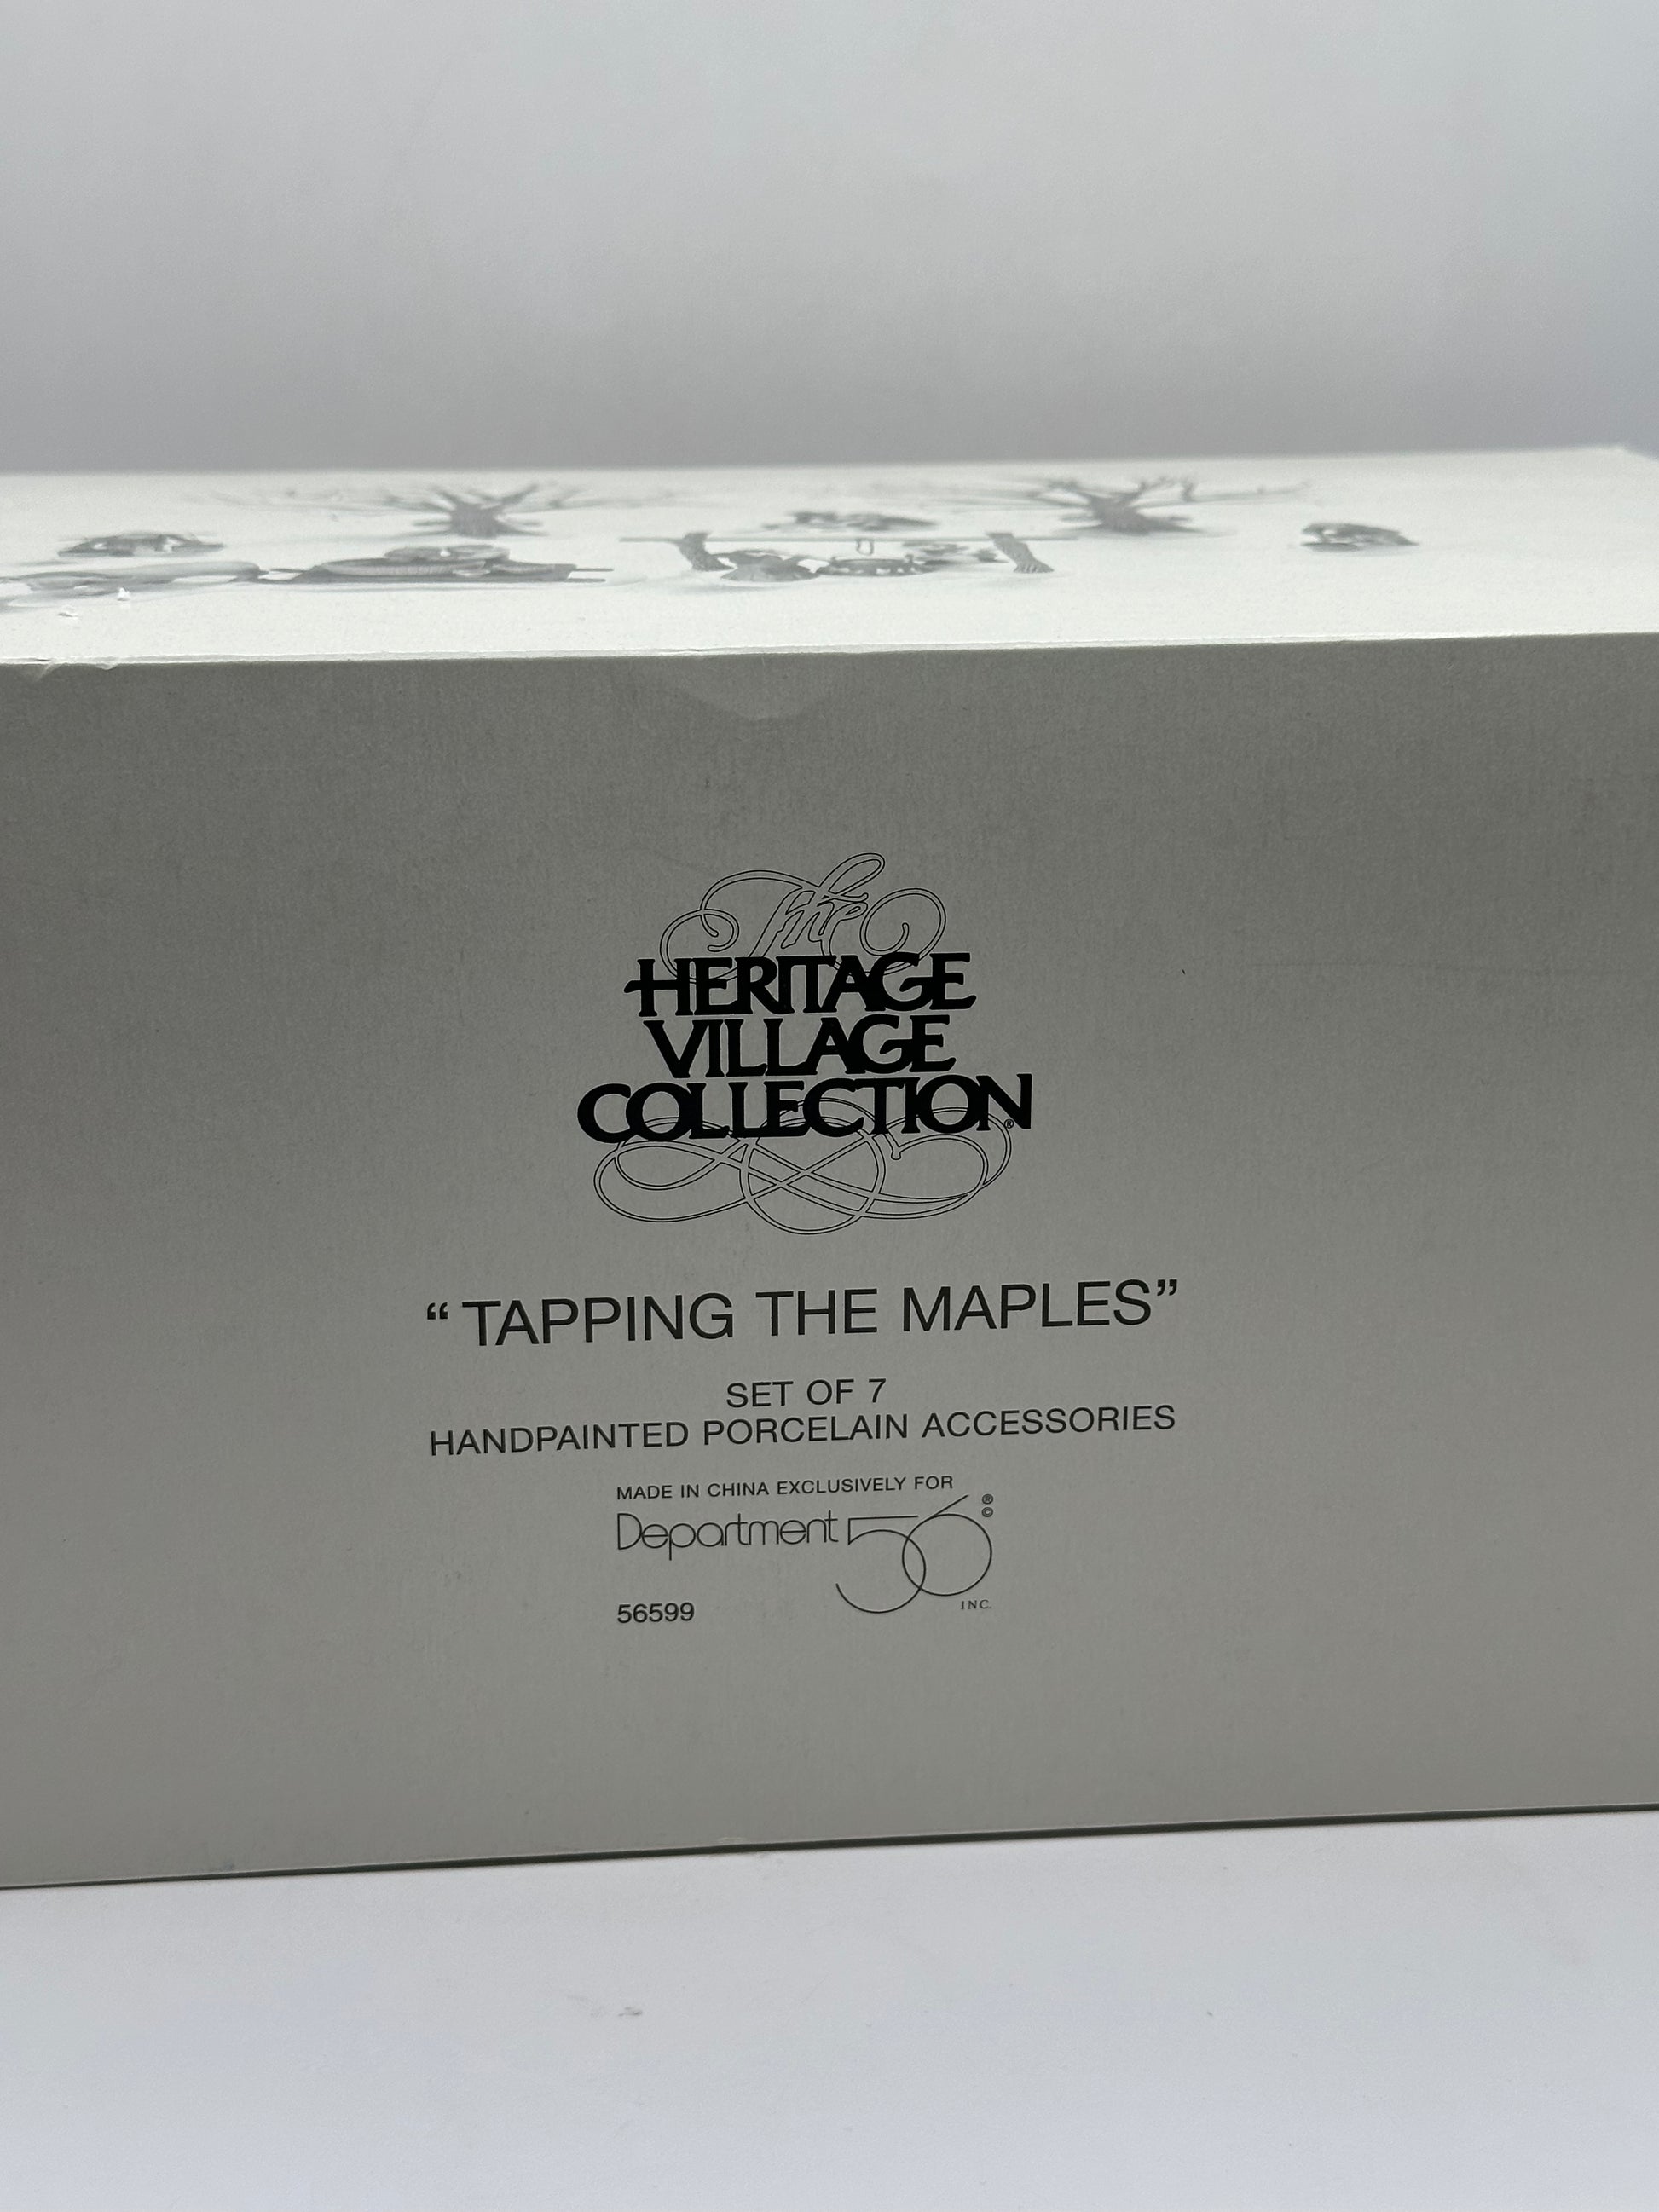 The
HERITAGE
VILLAGE
COLLECTION®
“TAPPING THE MAPLES”
SET OF 7
HANDPAINTED PORCELAIN ACCESSORIES
MADE IN CHINA EXCLUSIVELY FOR
Department 56 ® ©
INC.
56599